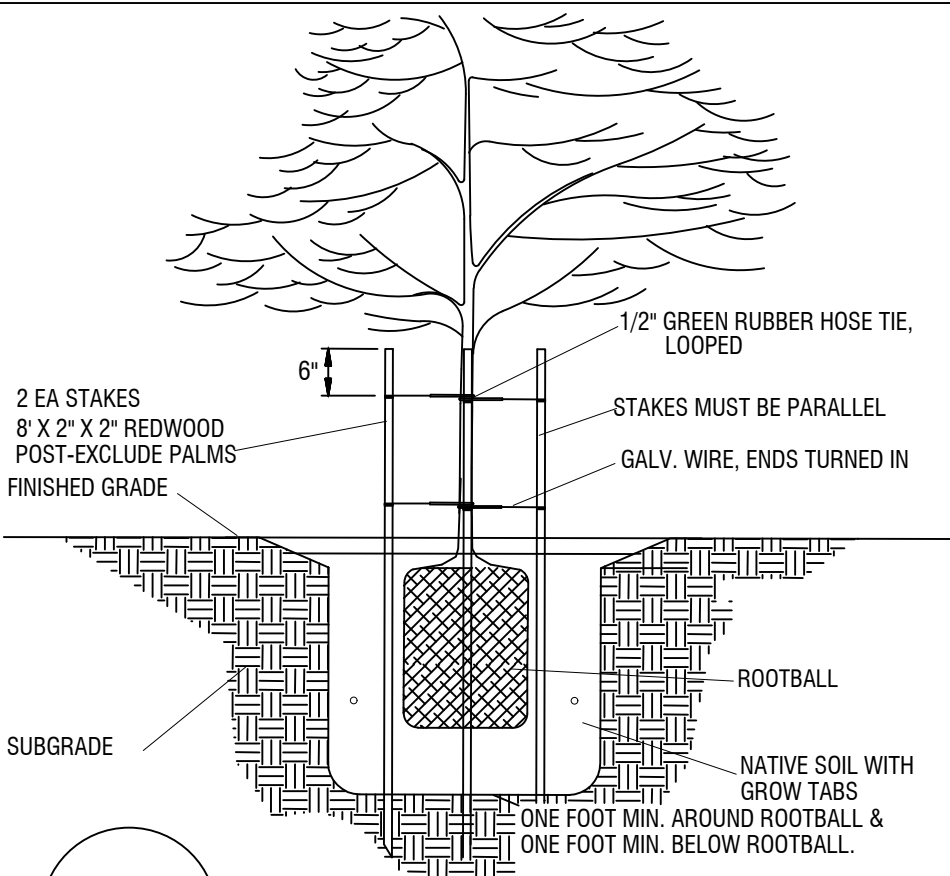 1/2" GREEN RUBBER HOSE TIE,
LOOPED
6"
2 EA STAKES
8' X 2" X 2" REDWOOD
POST-EXCLUDE PALMS
STAKES MUST BE PARALLEL
GALV. WIRE, ENDS TURNED IN
FINISHED GRADE
ROOTBALL
SUBGRADE
NATIVE SOIL WITH
GROW TABS
ONE FOOT MIN. AROUND ROOTBALL &
ONE FOOT MIN. BELOW ROOTBALL.